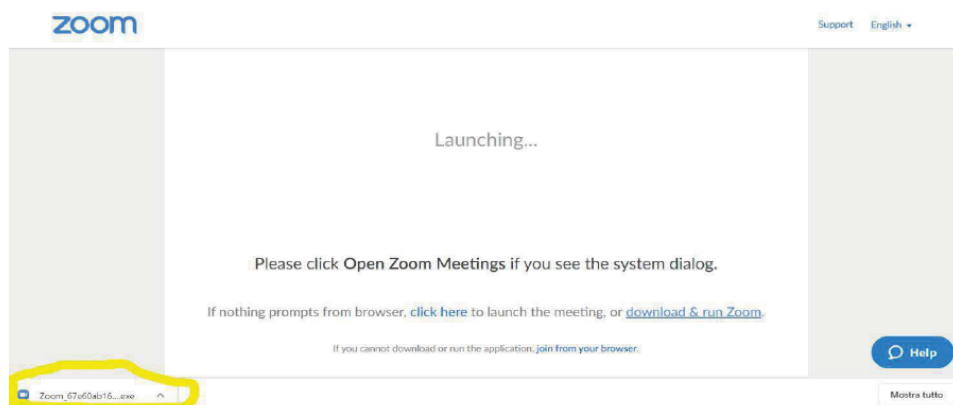 zoom
Support English
Launching...
Please click Open Zoom Meetings if you see the system dialog.
If nothing prompts from browser, click here to launch the meeting, or download & run Zoom.
If you cannot download or run the application, join from your browser.
Help
Zoom_67e60ab16....exe
Mostra tutto